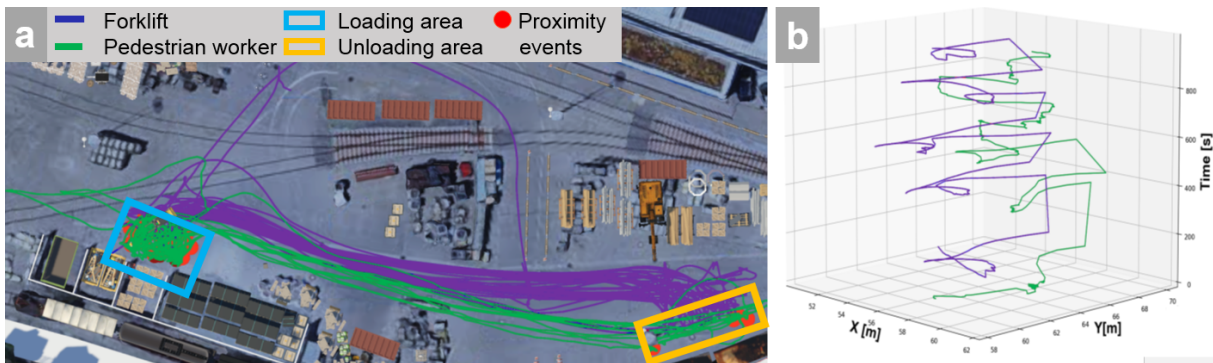 a
Forklift
Loading area
Proximity
Pedestrian worker
Unloading area
events
b
800
600
400
200
0
Time [s]
52
54
56
58
60
62
X [m]
58
60
62
64
66
68
70
Y[m]